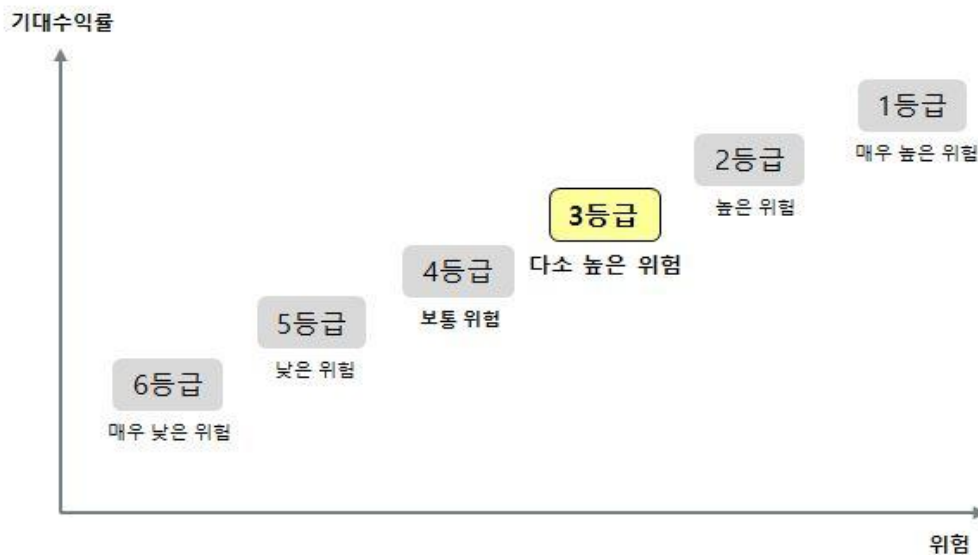 기대수익률
1등급
매우 높은 위험
2등급
높은 위험
3등급
다소 높은 위험
4등급
보통 위험
5등급
낮은 위험
6등급
매우 낮은 위험
위험